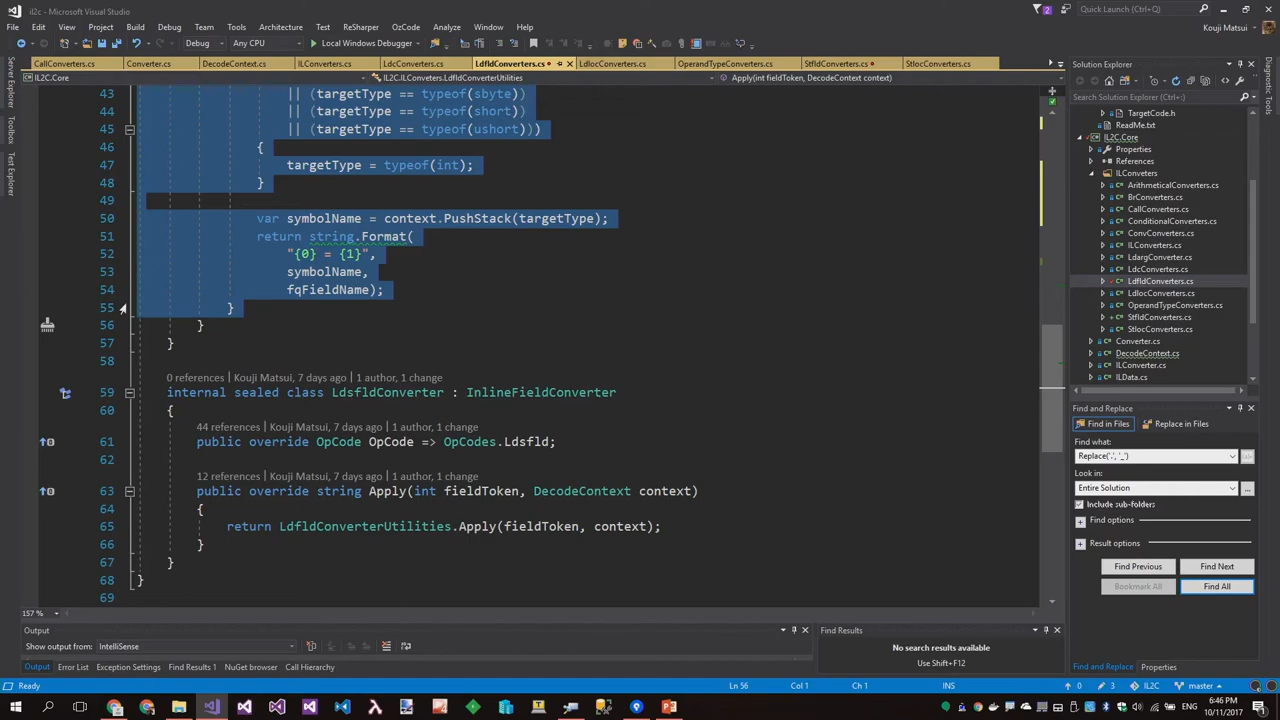 il2c - Microsoft Visual Studio
2
Quick Launch (Ctrl+Q)
File Edit View Project Build Debug Team Tools Test ReSharper OzCode Analyze Window Help
Kouji Matsui
Debug Any CPU Local Windows Debugger
CallConverters.cs Converter.cs DecodeContext.cs ILConverters.cs LdcConverters.cs LdfldConverters.cs LdlocConverters.cs OperandTypeConverters.cs StfldConverters.cs StlocConverters.cs
IL2C.Core IL2C.ILConveters.LdfldConverterUtilities Apply(int fieldToken, DecodeContext context)
43 || (targetType == typeof(sbyte))
44 || (targetType == typeof(short))
45 || (targetType == typeof(ushort)))
46 {
47 targetType = typeof(int);
48 }
49
50 var symbolName = context.PushStack(targetType);
51 return string.Format(
52 "{0} = {1}",
53 symbolName,
54 fqFieldName);
55 }
56 }
57 }
58
0 references | Kouji Matsui, 7 days ago | 1 author, 1 change
59 internal sealed class LdsfldConverter : InlineFieldConverter
60 {
44 references | Kouji Matsui, 7 days ago | 1 author, 1 change
61 public override OpCode OpCode => OpCodes.Ldsfld;
62
12 references | Kouji Matsui, 7 days ago | 1 author, 1 change
63 public override string Apply(int fieldToken, DecodeContext context)
64 {
65 return LdfldConverterUtilities.Apply(fieldToken, context);
66 }
67 }
68 }
69
157 %
Server Explorer
Toolbox
Test Explorer
Diagnostic Tools
Solution Explorer
Search Solution Explorer (Ctrl+;)
TargetCode.h
ReadMe.txt
IL2C.Core
Properties
References
ILConveters
ArithmeticalConverters.cs
BrConverters.cs
CallConverters.cs
ConditionalConverters.cs
ConvConverters.cs
ILConverters.cs
LdargConverter.cs
LdcConverters.cs
LdfldConverters.cs
LdlocConverters.cs
OperandTypeConverters.cs
StfldConverters.cs
StlocConverters.cs
Converter.cs
DecodeContext.cs
ILConverter.cs
ILData.cs
Find and Replace
Find in Files Replace in Files
Find what:
Replace('.', '_')
Look in:
Entire Solution ...
Include sub-folders
Find options
Result options
Find Previous Find Next
Bookmark All Find All
Find and Replace Properties
Output
Show output from: IntelliSense
Output Error List Exception Settings Find Results 1 NuGet browser Call Hierarchy
Find Results
No search results available
Use Shift+F12
Ready Ln 56 Col 1 Ch 1 INS 0 3 IL2C master
6:46 PM
10/11/2017